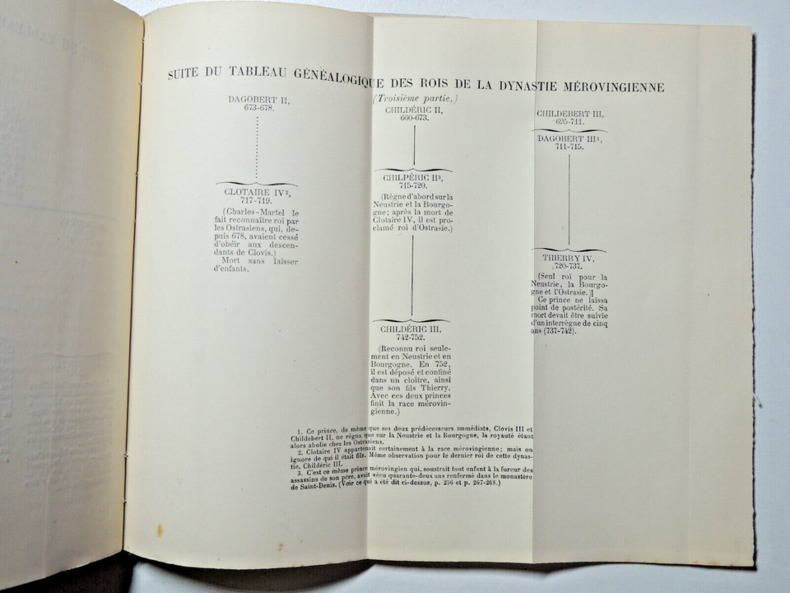 SUITE DU TABLEAU GÉNÉALOGIQUE DES ROIS DE LA DYNASTIE MÉROVINGIENNE
(Troisième partie.)
DAGOBERT II,
673-678.
CLOTAIRE IV²,
717-719.
(Charles-Martel le
fait reconnaître roi par
les Ostrasiens, qui, de-
puis 678, avaient cessé
d'obéir aux descen-
dants de Clovis.)
Mort sans laisser
d'enfants.
CHILDÉRIC II,
660-673.
CHILPÉRIC II³,
715-720.
(Règne d'abord sur la
Neustrie et la Bourgo-
gne; après la mort de
Clotaire IV, il est pro-
clamé roi d'Ostrasie.)
CHILDÉRIC III,
742-752.
(Reconnu roi seule-
ment en Neustrie et en
Bourgogne. En 752,
il est déposé et confiné
dans un cloître, ainsi
que son fils Thierry.
Avec ces deux princes
finit la race mérovin-
gienne.)
CHILDEBERT III,
695-711.
DAGOBERT III¹,
711-715.
THIERRY IV,
720-737.
(Seul roi pour la
Neustrie, la Bourgo-
gne et l'Ostrasie.)
Ce prince ne laissa
point de postérité. Sa
mort devait être suivie
d'un interrègne de cinq
ans (737-742).
1. Ce prince, de même que ses deux prédécesseurs immédiats, Clovis III et
Childebert II, ne régna que sur la Neustrie et la Bourgogne, la royauté étant
alors abolie chez les Ostrasiens.
2. Clotaire IV appartenait certainement à la race mérovingienne; mais on
ignore de qui il était fils. Même observation pour le dernier roi de cette dynas-
tie, Childéric III.
3. C'est ce même prince mérovingien qui, soustrait tout enfant à la fureur des
assassins de son père, avait vécu quarante-deux ans renfermé dans le monastère
de Saint-Denis. (Voir ce qui a été dit ci-dessus, p. 256 et p. 267-268.)